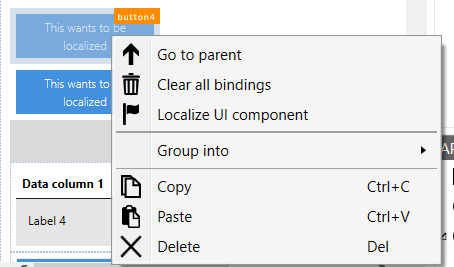 button4
This wants to be
localized
This wants to
localized
Go to parent
Clear all bindings
Localize UI component
Group into
Data column 1
Copy Ctrl+C
Label 4
Paste Ctrl+V
Delete Del